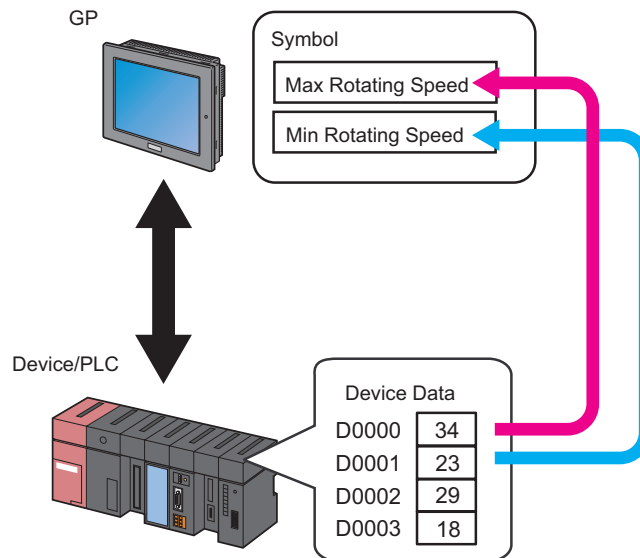 GP
Symbol
Max Rotating Speed
Min Rotating Speed
Device/PLC
Device Data
D0000 34
D0001 23
D0002 29
D0003 18